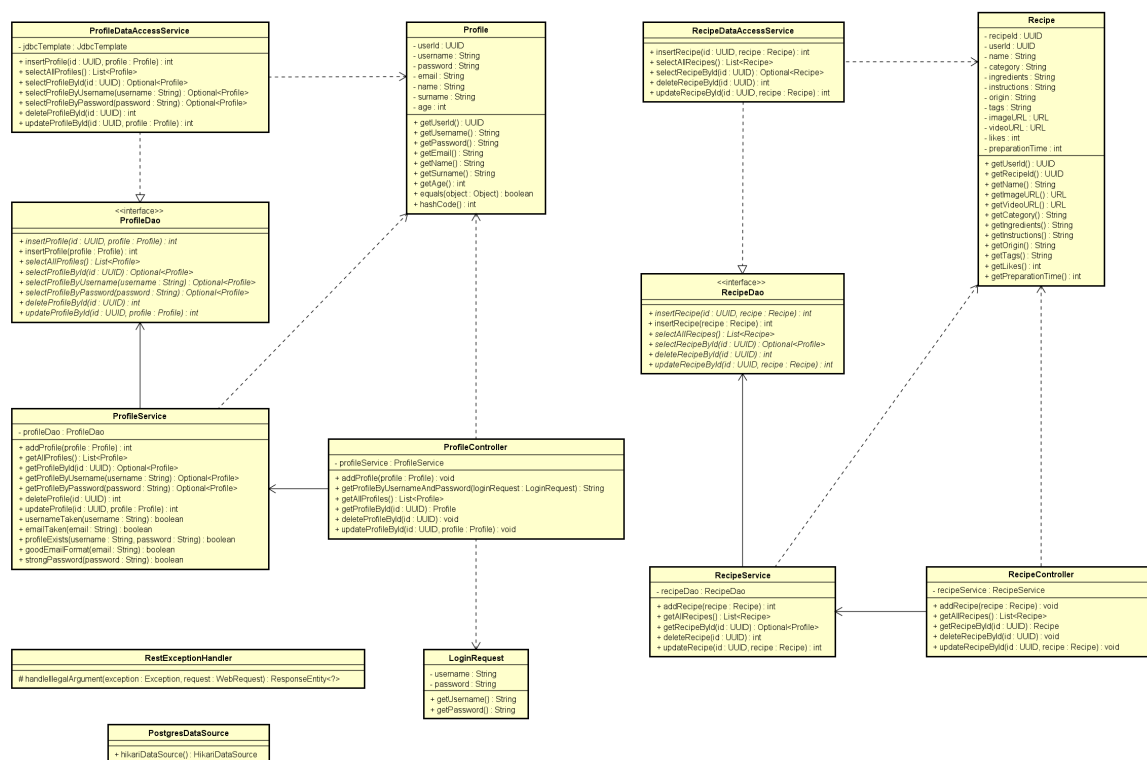 ProfileDataAccessService
- jdbcTemplate : JdbcTemplate
+ insertProfile(id : UUID, profile : Profile) : int
+ selectAllProfiles() : List<Profile>
+ selectProfileById(id : UUID) : Optional<Profile>
+ selectProfileByUsername(username : String) : Optional<Profile>
+ selectProfileByPassword(password : String) : Optional<Profile>
+ deleteProfileById(id : UUID) : int
+ updateProfileById(id : UUID, profile : Profile) : int
Profile
- userId : UUID
- username : String
- password : String
- email : String
- name : String
- surname : String
- age : int
+ getUserId() : UUID
+ getUsername() : String
+ getPassword() : String
+ getEmail() : String
+ getName() : String
+ getSurname() : String
+ getAge() : int
+ equals(object : Object) : boolean
+ hashCode() : int
RecipeDataAccessService
+ insertRecipe(id : UUID, recipe : Recipe) : int
+ selectAllRecipes() : List<Recipe>
+ selectRecipeById(id : UUID) : Optional<Recipe>
+ deleteRecipeById(id : UUID) : int
+ updateRecipeById(id : UUID, recipe : Recipe) : int
Recipe
- recipeId : UUID
- userId : UUID
- name : String
- category : String
- ingredients : String
- instructions : String
- origin : String
- tags : String
- imageURL : URL
- videoURL : URL
- likes : int
- preparationTime : int
+ getUserId() : UUID
+ getRecipeId() : UUID
+ getName() : String
+ getImageURL() : URL
+ getVideoURL() : URL
+ getCategory() : String
+ getIngredients() : String
+ getInstructions() : String
+ getOrigin() : String
+ getTags() : String
+ getLikes() : int
+ getPreparationTime() : int
<<interface>>
ProfileDao
+ insertProfile(id : UUID, profile : Profile) : int
+ insertProfile(profile : Profile) : int
+ selectAllProfiles() : List<Profile>
+ selectProfileById(id : UUID) : Optional<Profile>
+ selectProfileByUsername(username : String) : Optional<Profile>
+ selectProfileByPassword(password : String) : Optional<Profile>
+ deleteProfileById(id : UUID) : int
+ updateProfileById(id : UUID, profile : Profile) : int
<<interface>>
RecipeDao
+ insertRecipe(id : UUID, recipe : Recipe) : int
+ insertRecipe(recipe : Recipe) : int
+ selectAllRecipes() : List<Recipe>
+ selectRecipeById(id : UUID) : Optional<Profile>
+ deleteRecipeById(id : UUID) : int
+ updateRecipeById(id : UUID, recipe : Recipe) : int
ProfileService
- profileDao : ProfileDao
+ addProfile(profile : Profile) : int
+ getAllProfiles() : List<Profile>
+ getProfileById(id : UUID) : Optional<Profile>
+ getProfileByUsername(username : String) : Optional<Profile>
+ getProfileByPassword(password : String) : Optional<Profile>
+ deleteProfile(id : UUID) : int
+ updateProfile(id : UUID, profile : Profile) : int
+ usernameTaken(username : String) : boolean
+ emailTaken(email : String) : boolean
+ profileExists(username : String, password : String) : boolean
+ goodEmailFormat(email : String) : boolean
+ strongPassword(password : String) : boolean
ProfileController
- profileService : ProfileService
+ addProfile(profile : Profile) : void
+ getProfileByUsernameAndPassword(loginRequest : LoginRequest) : String
+ getAllProfiles() : List<Profile>
+ getProfileById(id : UUID) : Profile
+ deleteProfileById(id : UUID) : void
+ updateProfileById(id : UUID, profile : Profile) : void
RecipeService
- recipeDao : RecipeDao
+ addRecipe(recipe : Recipe) : int
+ getAllRecipes() : List<Recipe>
+ getRecipeById(id : UUID) : Optional<Profile>
+ deleteRecipe(id : UUID) : int
+ updateRecipe(id : UUID, recipe : Recipe) : int
RecipeController
- recipeService : RecipeService
+ addRecipe(recipe : Recipe) : void
+ getAllRecipes() : List<Recipe>
+ getRecipeById(id : UUID) : Recipe
+ deleteRecipeById(id : UUID) : void
+ updateRecipeById(id : UUID, recipe : Recipe) : void
RestExceptionHandler
# handleIllegalArgument(exception : Exception, request : WebRequest) : ResponseEntity<?>
LoginRequest
- username : String
- password : String
+ getUsername() : String
+ getPassword() : String
PostgresDataSource
+ hikariDataSource() : HikariDataSource